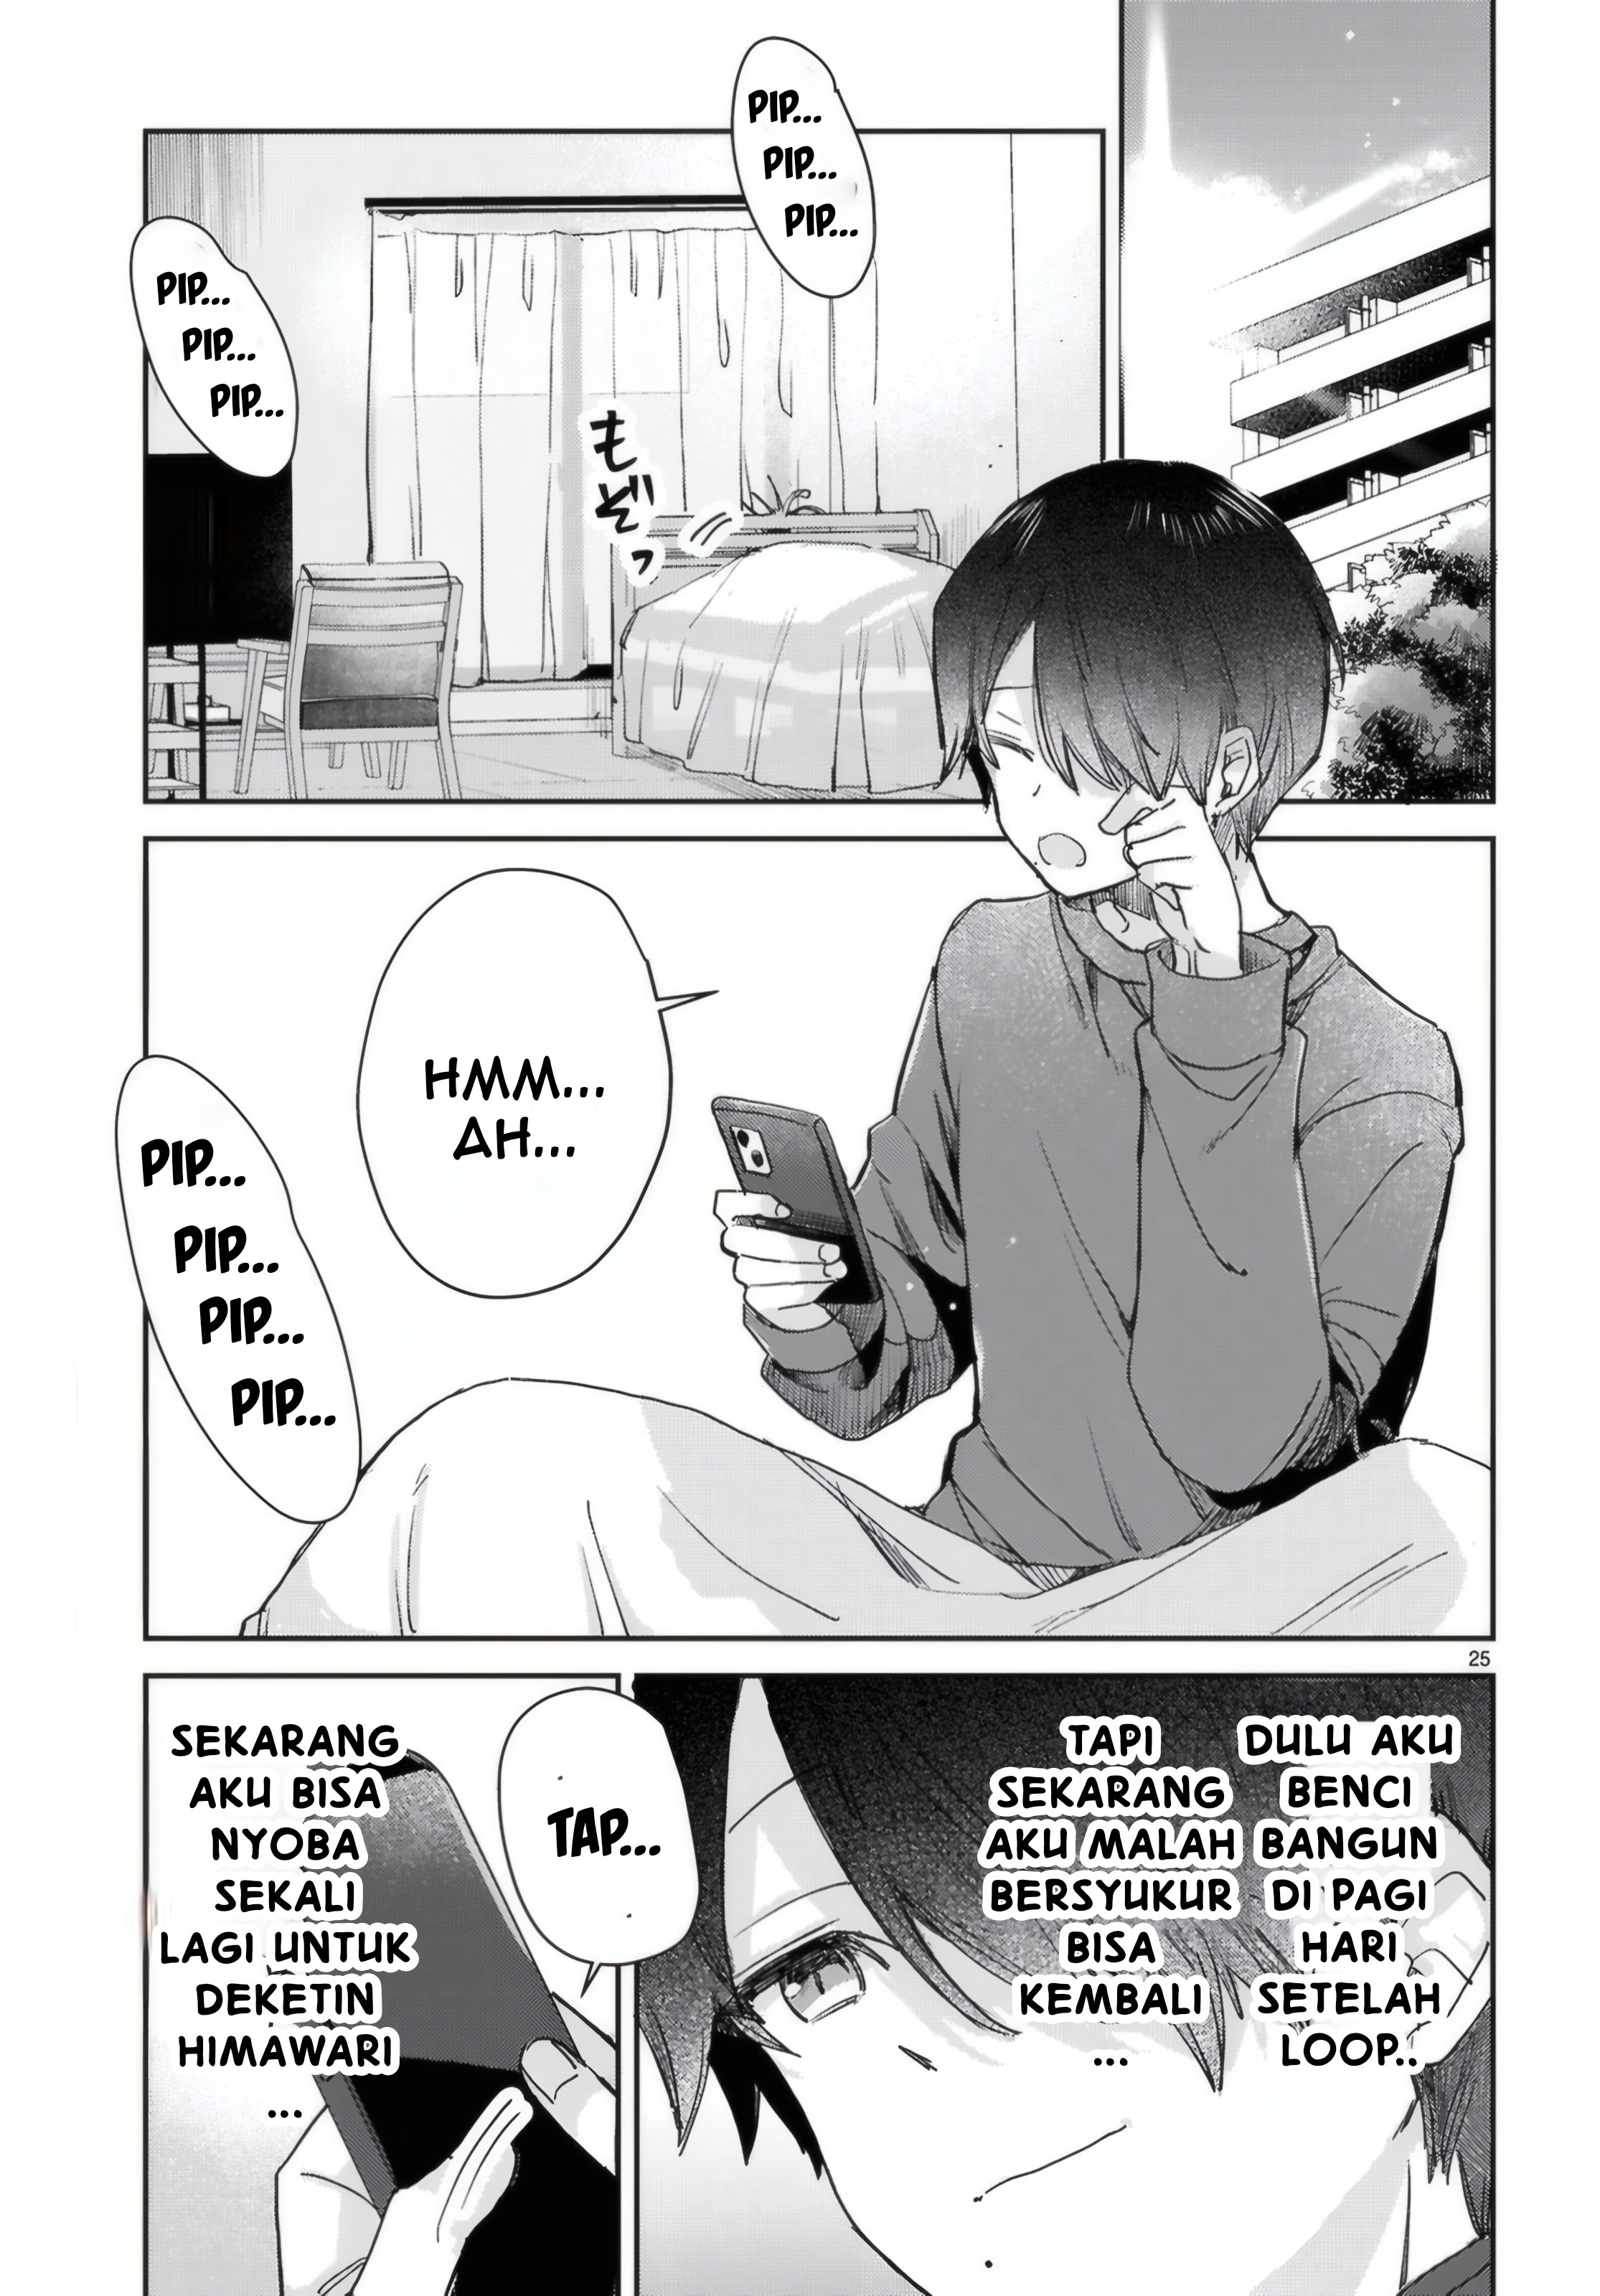 PIP...
PIP...
PIP...
PIP...
PIP...
PIP...
もぞっ
HMM...
AH...
PIP...
PIP...
PIP...
PIP...
25
DULU AKU
BENCI
BANGUN
DI PAGI
HARI
SETELAH
LOOP..
TAPI
SEKARANG
AKU MALAH
BERSYUKUR
BISA
KEMBALI
...
TAP...
SEKARANG
AKU BISA
NYOBA
SEKALI
LAGI UNTUK
DEKETIN
HIMAWARI
...